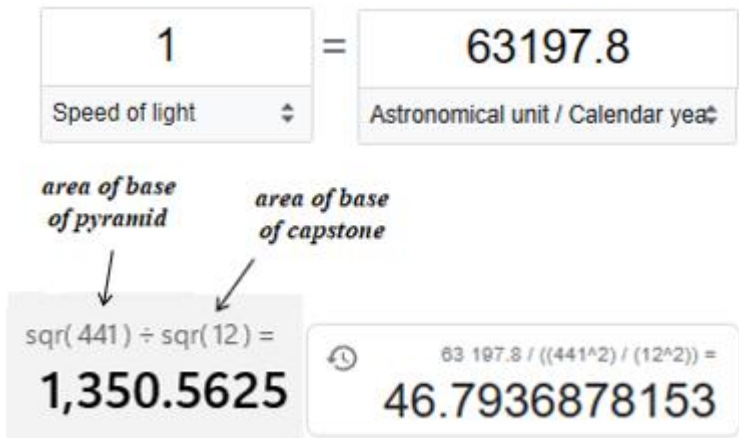 1 = 63197.8
Speed of light Astronomical unit / Calendar yea
area of base
of pyramid
area of base
of capstone
sqr( 441 ) ÷ sqr( 12 ) =
1,350.5625
63 197.8 / ((441^2) / (12^2)) =
46.7936878153